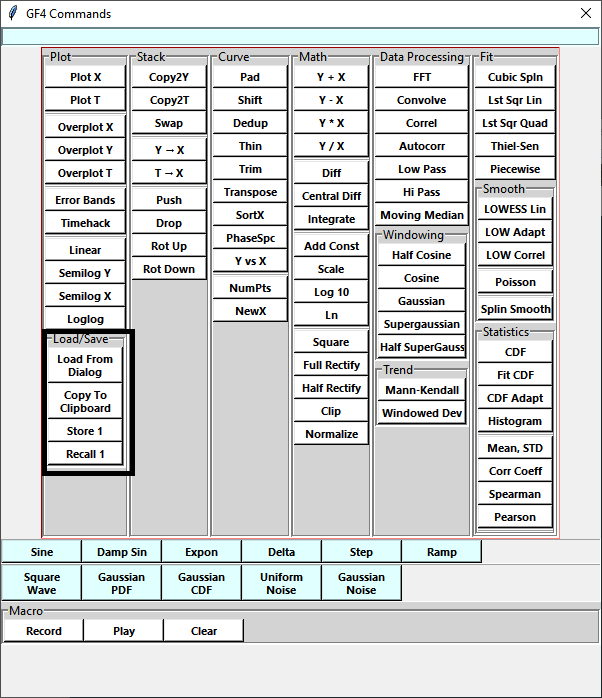 GF4 Commands
Plot
Plot X
Plot T
Overplot X
Overplot Y
Overplot T
Error Bands
Timehack
Linear
Semilog Y
Semilog X
Loglog
Load/Save
Load From
Dialog
Copy To
Clipboard
Store 1
Recall 1
Stack
Copy2Y
Copy2T
Swap
Y → X
T → X
Push
Drop
Rot Up
Rot Down
Curve
Pad
Shift
Dedup
Thin
Trim
Transpose
SortX
PhaseSpc
Y vs X
NumPts
NewX
Math
Y + X
Y - X
Y * X
Y / X
Diff
Central Diff
Integrate
Add Const
Scale
Log 10
Ln
Square
Full Rectify
Half Rectify
Clip
Normalize
Data Processing
FFT
Convolve
Correl
Autocorr
Low Pass
Hi Pass
Moving Median
Windowing
Half Cosine
Cosine
Gaussian
Supergaussian
Half SuperGauss
Trend
Mann-Kendall
Windowed Dev
Fit
Cubic Spln
Lst Sqr Lin
Lst Sqr Quad
Thiel-Sen
Piecewise
Smooth
LOWESS Lin
LOW Adapt
LOW Correl
Poisson
Splin Smooth
Statistics
CDF
Fit CDF
CDF Adapt
Histogram
Mean, STD
Corr Coeff
Spearman
Pearson
Sine
Damp Sin
Expon
Delta
Step
Ramp
Square
Wave
Gaussian
PDF
Gaussian
CDF
Uniform
Noise
Gaussian
Noise
Macro
Record
Play
Clear